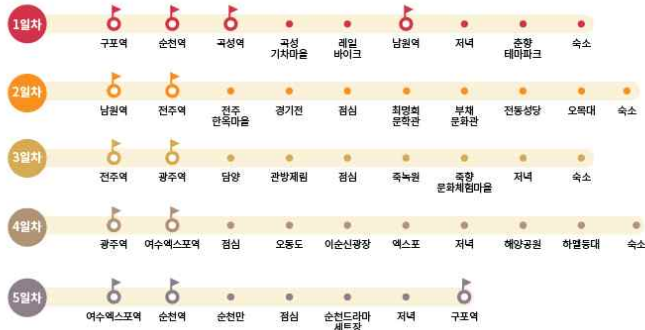 1일차
구포역 순천역 곡성역 곡성 기차마을 레일 바이크 남원역 저녁 춘향 테마파크 숙소
2일차
남원역 전주역 전주 한옥마을 경기전 점심 최명희 문학관 부채 문화관 전동성당 오목대 숙소
3일차
전주역 광주역 담양 관방제림 점심 죽녹원 죽향 문화체험마을 저녁 숙소
4일차
광주역 여수엑스포역 점심 오동도 이순신광장 엑스포 저녁 해양공원 하멜등대 숙소
5일차
여수엑스포역 순천역 순천만 점심 순천드라마 세트장 저녁 구포역